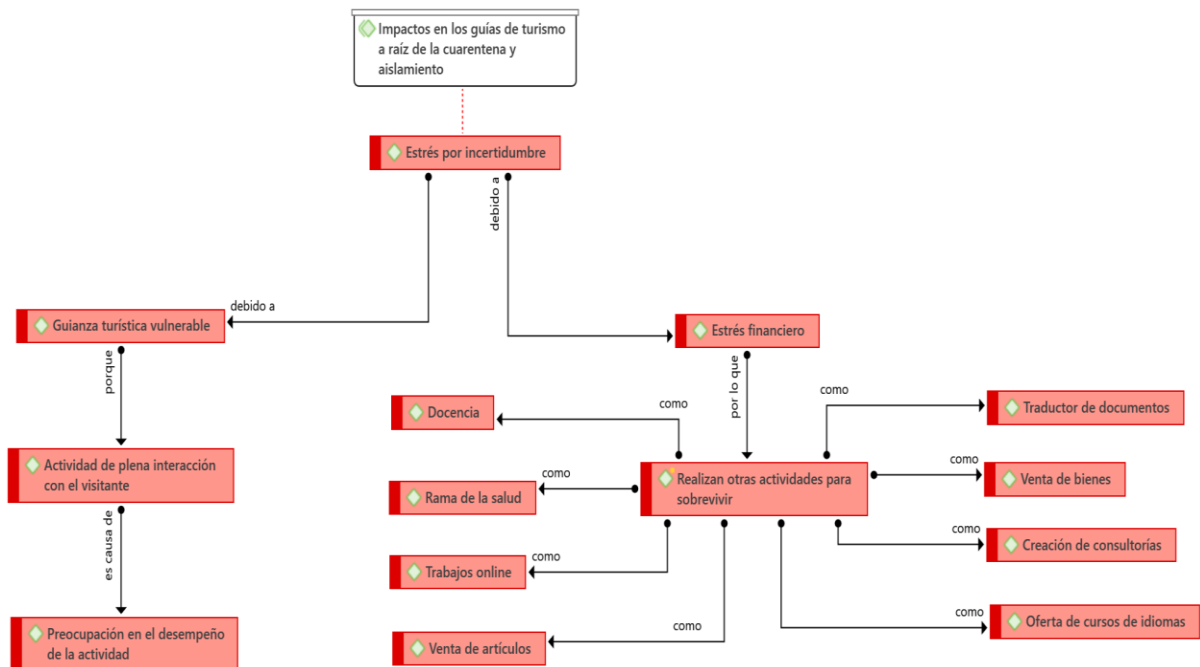 Impactos en los guías de turismo
a raíz de la cuarentena y
aislamiento
Estrés por incertidumbre
debido a
debido a
Guianza turística vulnerable
Estrés financiero
porque
por lo que
como
como
Docencia
Traductor de documentos
Actividad de plena interacción
con el visitante
Realizan otras actividades para
sobrevivir
como
Rama de la salud
como
Venta de bienes
es causa de
como
Trabajos online
como
Creación de consultorías
Preocupación en el desempeño
de la actividad
como
Venta de artículos
como
Oferta de cursos de idiomas